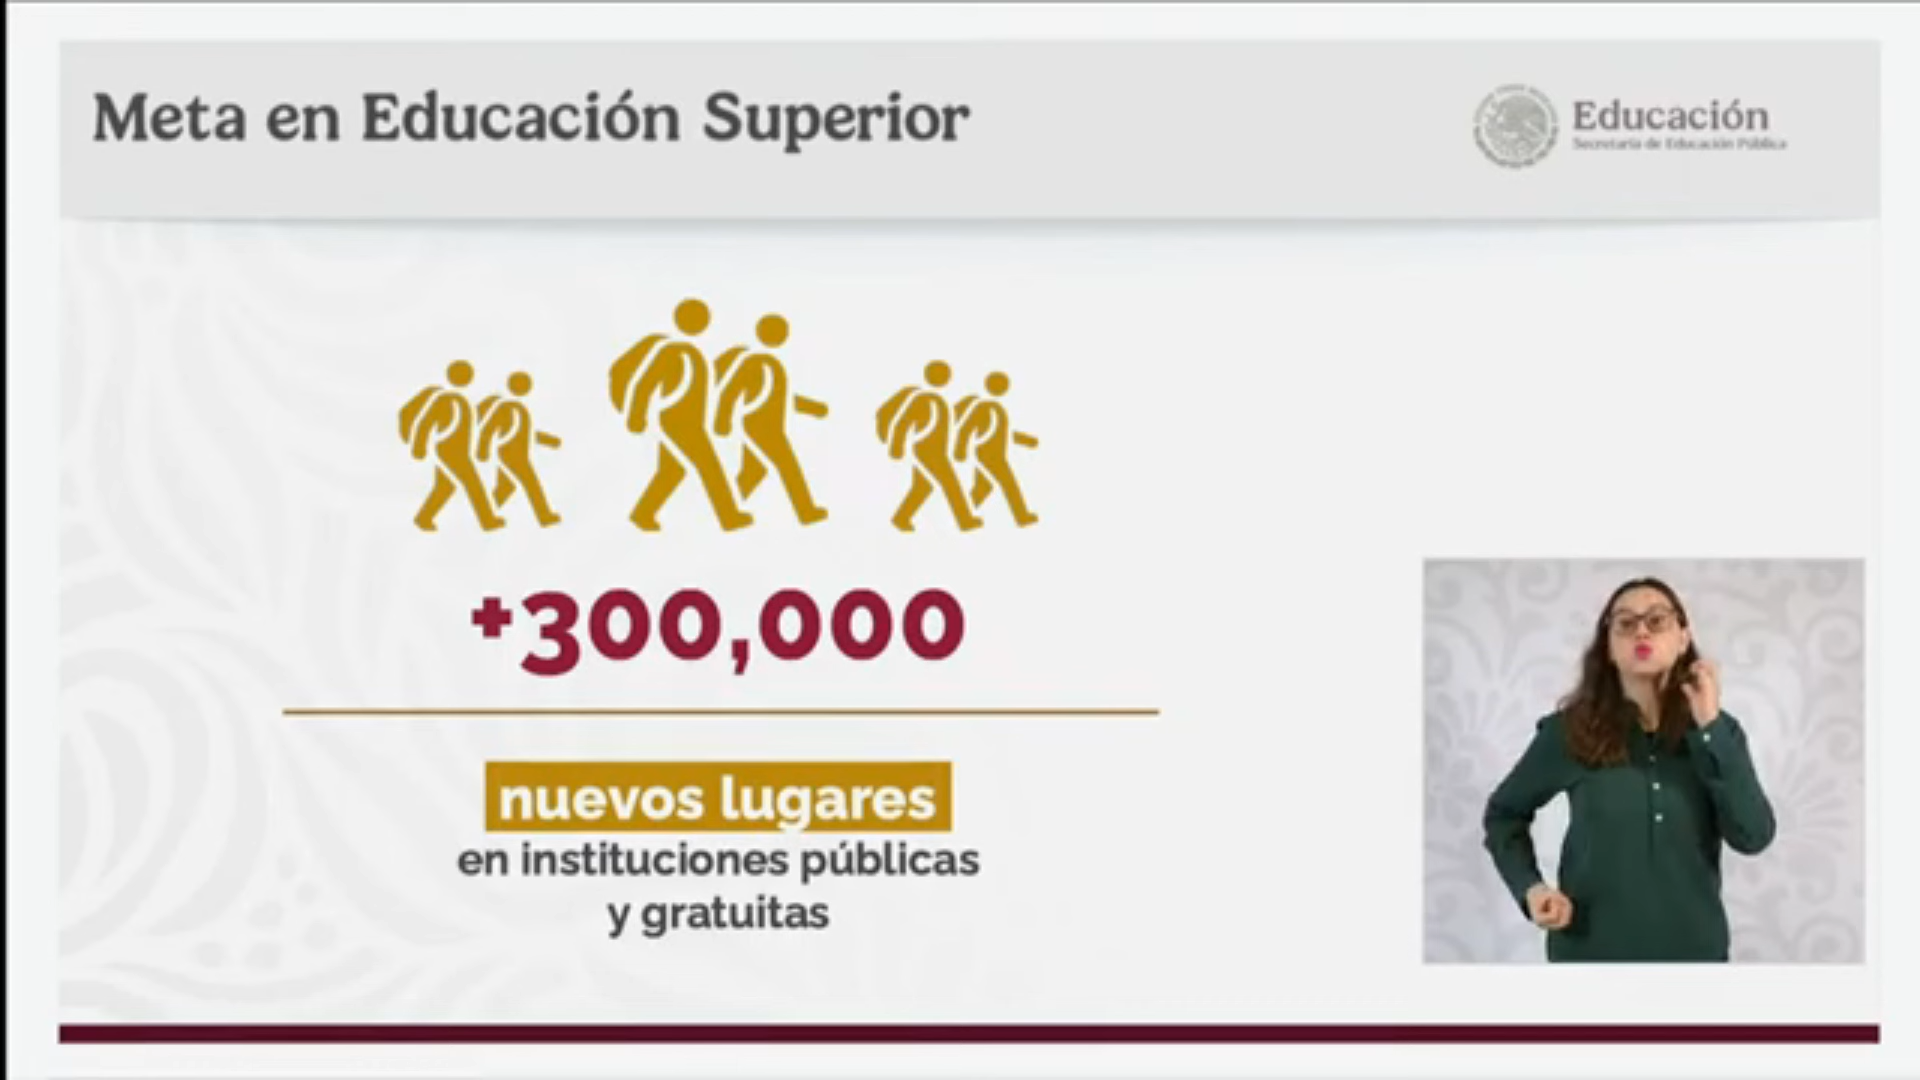 Meta en Educación Superior
Educación
Secretaría de Educación Pública
+300,000
nuevos lugares
en instituciones públicas
y gratuitas